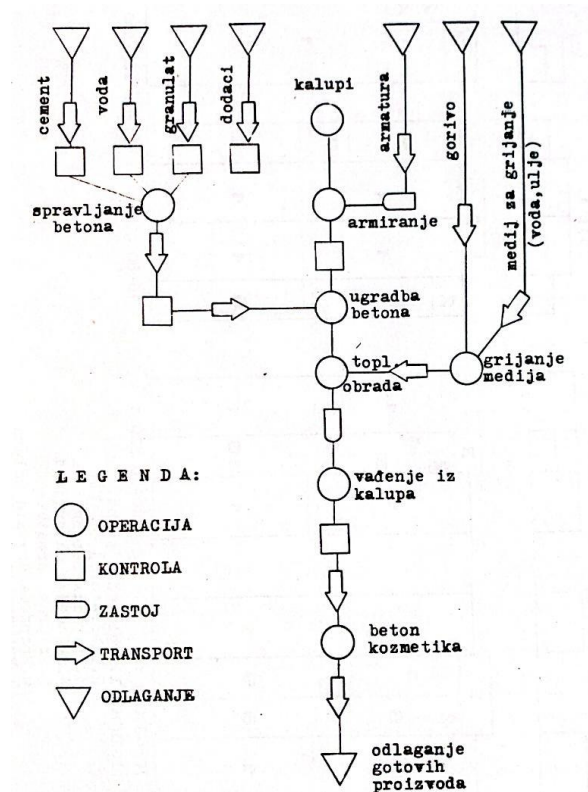 cement
voda
granulat
dodaci
kalupi
armatura
gorivo
medij za grijanje
(voda,ulje)
spravljanje
betona
armiranje
ugradba
betona
topl.
obrada
grijanje
medija
vađenje iz
kalupa
beton
kozmetika
odlaganje
gotovih
proizvoda
LEGENDA:
OPERACIJA
KONTROLA
ZASTOJ
TRANSPORT
ODLAGANJE